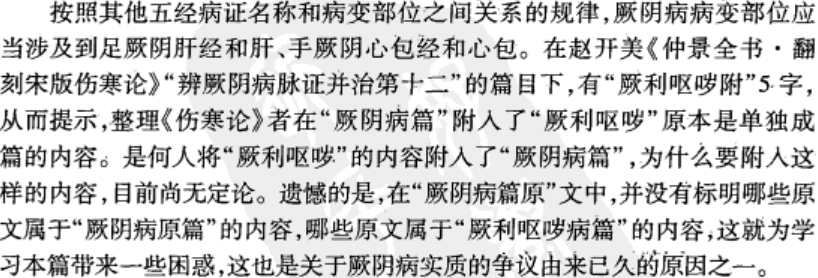 按照其他五经病证名称和病变部位之间关系的规律,厥阴病病变部位应
当涉及到足厥阴肝经和肝、手厥阴心包经和心包。在赵开美《仲景全书·翻
刻宋版伤寒论》“辨厥阴病脉证并治第十二”的篇目下,有“厥利呕哕附”5字,
从而提示,整理《伤寒论》者在“厥阴病篇”附入了“厥利呕哕”原本是单独成
篇的内容。是何人将“厥利呕哕”的内容附入了“厥阴病篇”,为什么要附入这
样的内容,目前尚无定论。遗憾的是,在“厥阴病篇原”文中,并没有标明哪些原
文属于“厥阴病原篇”的内容,哪些原文属于“厥利呕哕病篇”的内容,这就为学
习本篇带来一些困惑,这也是关于厥阴病实质的争议由来已久的原因之一。